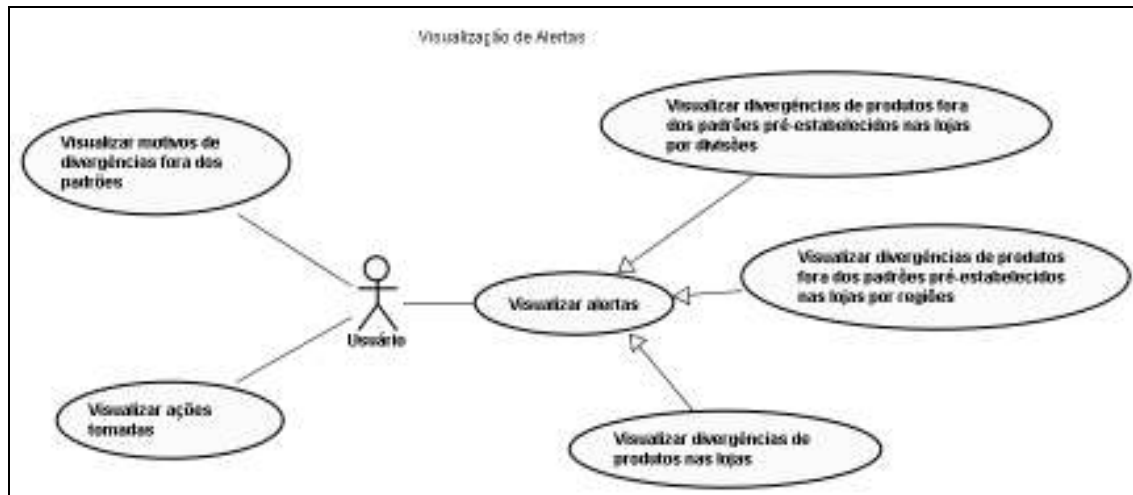 Visualização de Alertas
Visualizar divergências de produtos fora
dos padrões pré-estabelecidos nas lojas
por divisões
Visualizar motivos de
divergências fora dos
padrões
Visualizar divergências de produtos
fora dos padrões pré-estabelecidos
nas lojas por regiões
Visualizar alertas
Usuário
Visualizar ações
tomadas
Visualizar divergências de
produtos nas lojas